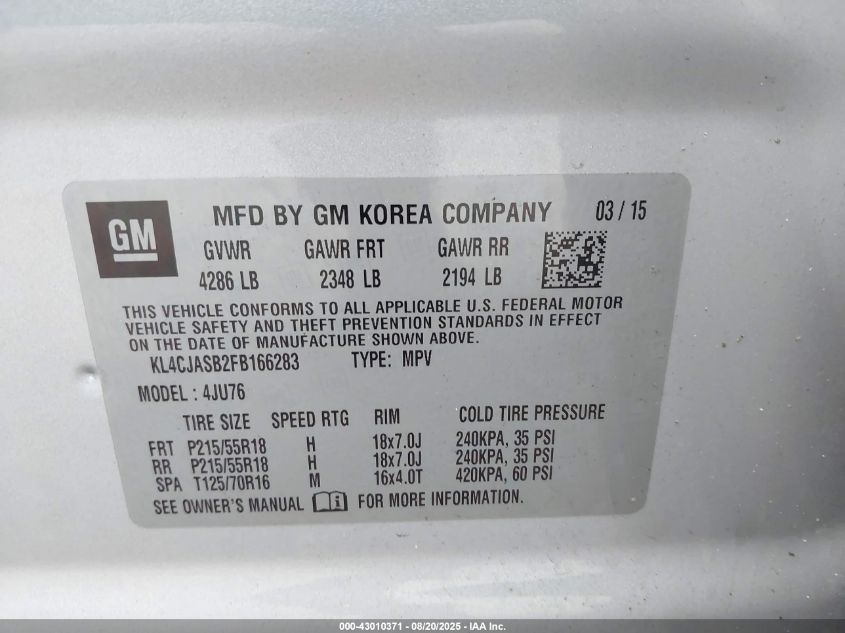 GM
MFD BY GM KOREA COMPANY 03 / 15
GVWR GAWR FRT GAWR RR
4286 LB 2348 LB 2194 LB
THIS VEHICLE CONFORMS TO ALL APPLICABLE U.S. FEDERAL MOTOR
VEHICLE SAFETY AND THEFT PREVENTION STANDARDS IN EFFECT
ON THE DATE OF MANUFACTURE SHOWN ABOVE.
KL4CJASB2FB166283 TYPE: MPV
MODEL : 4JU76
TIRE SIZE SPEED RTG RIM COLD TIRE PRESSURE
FRT P215/55R18 H 18x7.0J 240KPA, 35 PSI
RR P215/55R18 H 18x7.0J 240KPA, 35 PSI
SPA T125/70R16 M 16x4.0T 420KPA, 60 PSI
SEE OWNER'S MANUAL i FOR MORE INFORMATION.
000-43010371 - 08/20/2025 - IAA Inc.